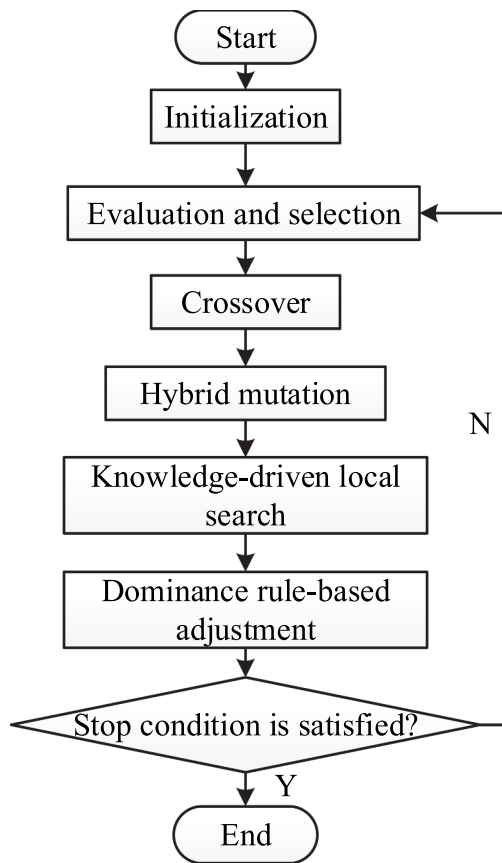 Start
Initialization
Evaluation and selection
Crossover
Hybrid mutation
N
Knowledge-driven local
search
Dominance rule-based
adjustment
Stop condition is satisfied?
Y
End